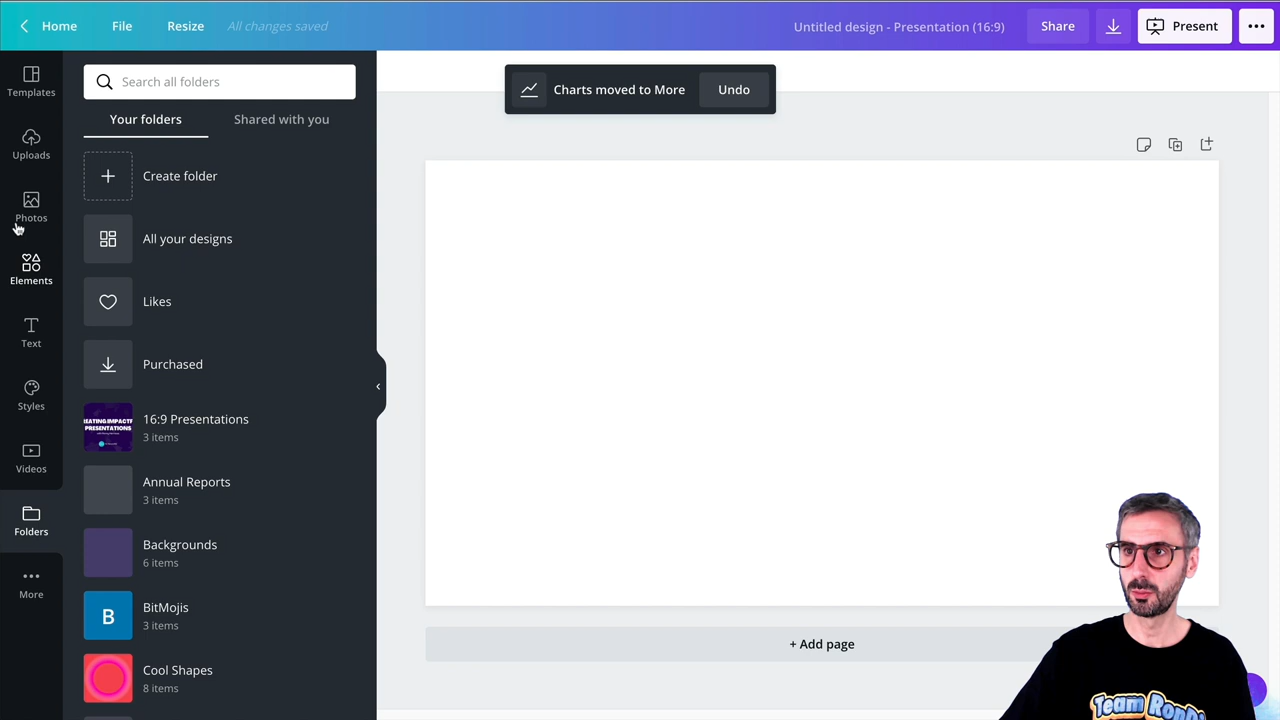 Home
File
Resize
All changes saved
Untitled design - Presentation (16:9)
Share
Present
Templates
Uploads
Photos
Elements
Text
Styles
Videos
Folders
More
Search all folders
Your folders
Shared with you
Create folder
All your designs
Likes
Purchased
CREATING IMPACTF
PRESENTATIONS
16:9 Presentations
3 items
Annual Reports
3 items
Backgrounds
6 items
B
BitMojis
3 items
Cool Shapes
8 items
Charts moved to More
Undo
+ Add page
Team